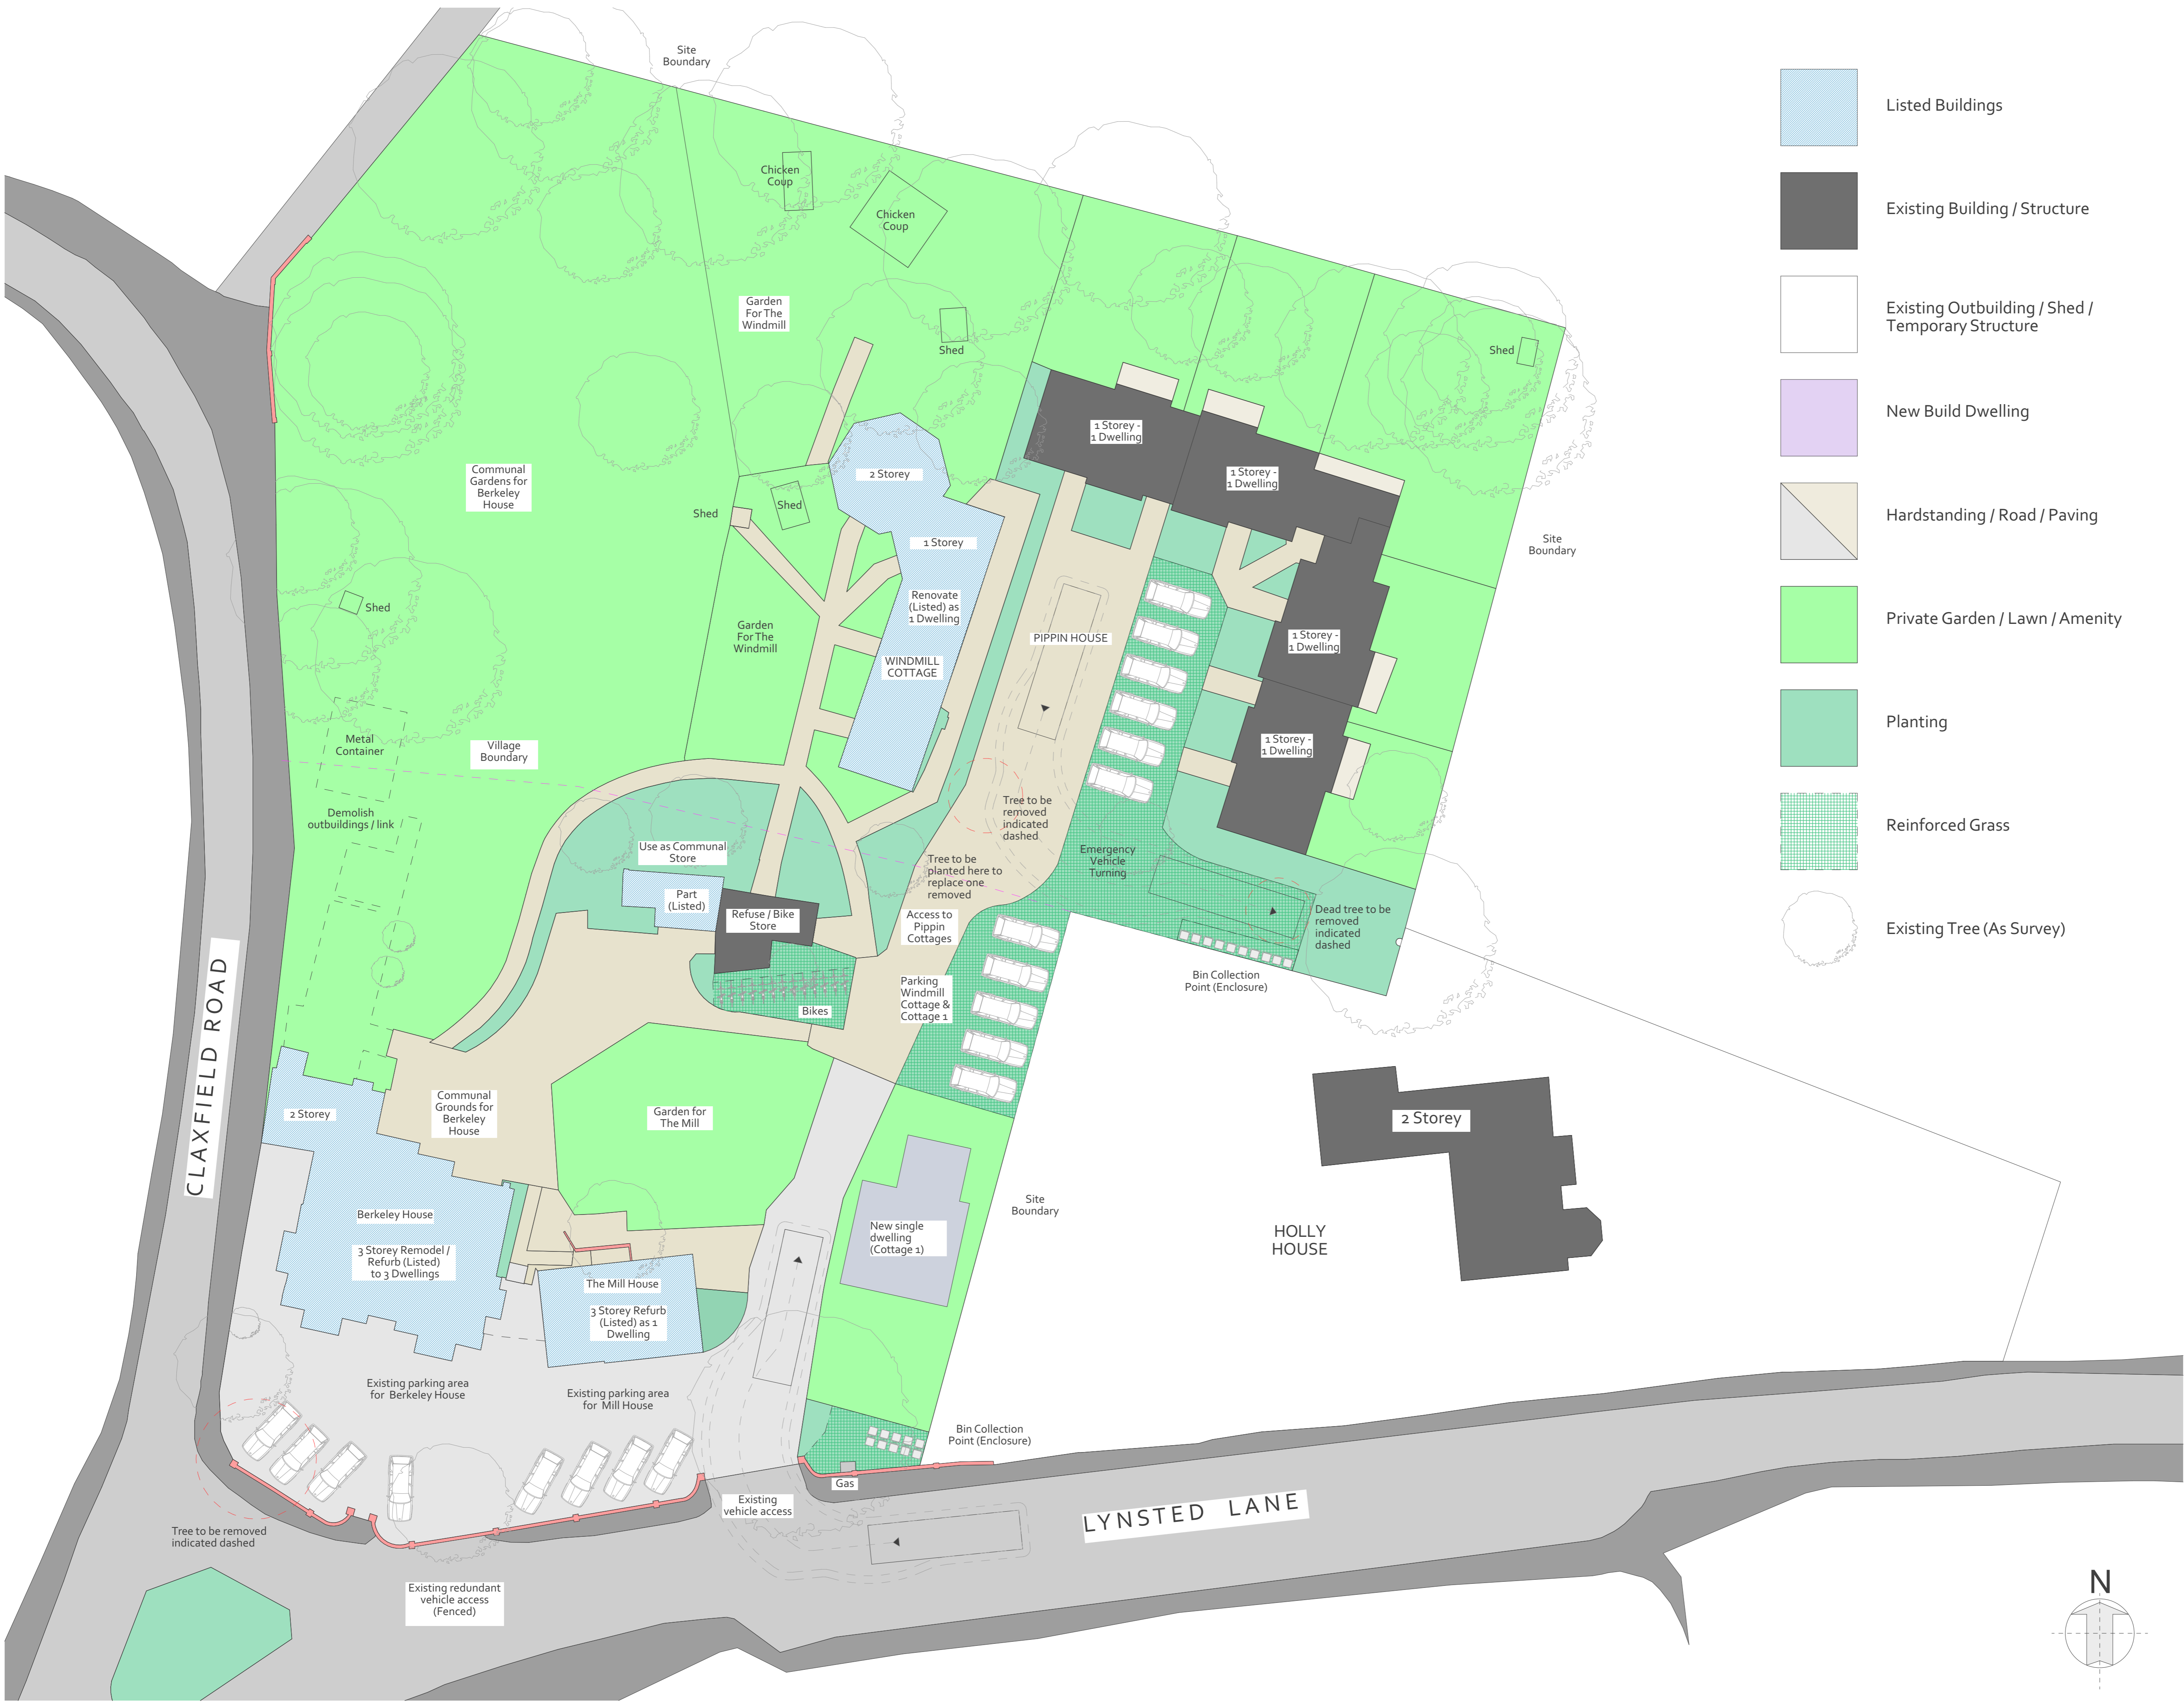 Site
Boundary
Listed Buildings
Existing Building / Structure
Existing Outbuilding / Shed /
Temporary Structure
New Build Dwelling
Hardstanding / Road / Paving
Private Garden / Lawn / Amenity
Planting
Reinforced Grass
Existing Tree (As Survey)
Chicken
Coup
Chicken
Coup
Garden
For The
Windmill
Shed
Shed
1 Storey -
1 Dwelling
Communal
Gardens for
Berkeley
House
2 Storey
1 Storey -
1 Dwelling
Shed
Shed
1 Storey
Site
Boundary
Shed
Renovate
(Listed) as
1 Dwelling
Garden
For The
Windmill
PIPPIN HOUSE
1 Storey -
1 Dwelling
WINDMILL
COTTAGE
Metal
Container
Village
Boundary
1 Storey -
1 Dwelling
Demolish
outbuildings / link
Tree to be
removed
indicated
dashed
Use as Communal
Store
Emergency
Vehicle
Turning
Tree to be
planted here to
replace one
removed
Part
(Listed)
Refuse / Bike
Store
Access to
Pippin
Cottages
Dead tree to be
removed
indicated
dashed
Bin Collection
Point (Enclosure)
Parking
Windmill
Cottage &
Cottage 1
Bikes
CLAXFIELD ROAD
2 Storey
Communal
Grounds for
Berkeley
House
Garden for
The Mill
2 Storey
Site
Boundary
HOLLY
HOUSE
Berkeley House
3 Storey Remodel /
Refurb (Listed)
to 3 Dwellings
New single
dwelling
(Cottage 1)
The Mill House
3 Storey Refurb
(Listed) as 1
Dwelling
Existing parking area
for Berkeley House
Existing parking area
for Mill House
Bin Collection
Point (Enclosure)
Gas
Existing
vehicle access
LYNSTED LANE
Tree to be removed
indicated dashed
Existing redundant
vehicle access
(Fenced)
N